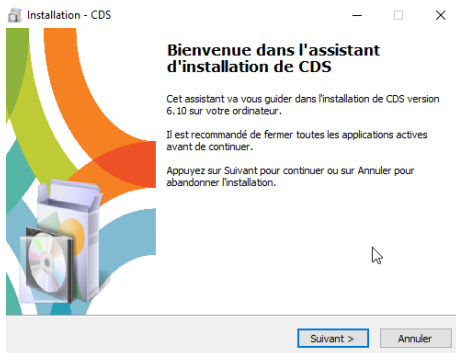 Installation - CDS
Bienvenue dans l'assistant
d'installation de CDS
Cet assistant va vous guider dans l'installation de CDS version
6.10 sur votre ordinateur.
Il est recommandé de fermer toutes les applications actives
avant de continuer.
Appuyez sur Suivant pour continuer ou sur Annuler pour
abandonner l'installation.
Suivant >
Annuler